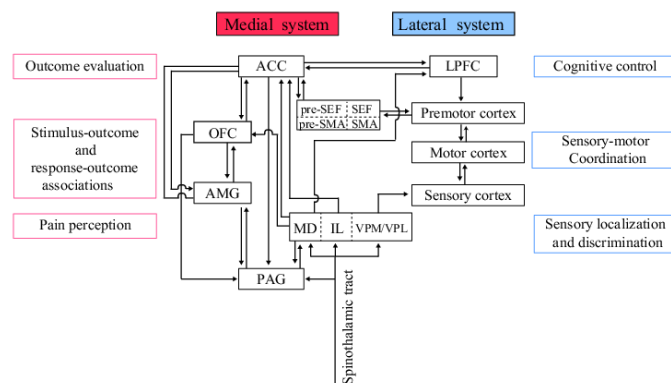 Medial system
Lateral system
Outcome evaluation
ACC
LPFC
Cognitive control
pre-SEF
SEF
pre-SMA
SMA
Premotor cortex
Stimulus-outcome
and
response-outcome
associations
OFC
Motor cortex
Sensory-motor
Coordination
AMG
Sensory cortex
Pain perception
MD
IL
VPM/VPL
Sensory localization
and discrimination
PAG
Spinothalamic tract